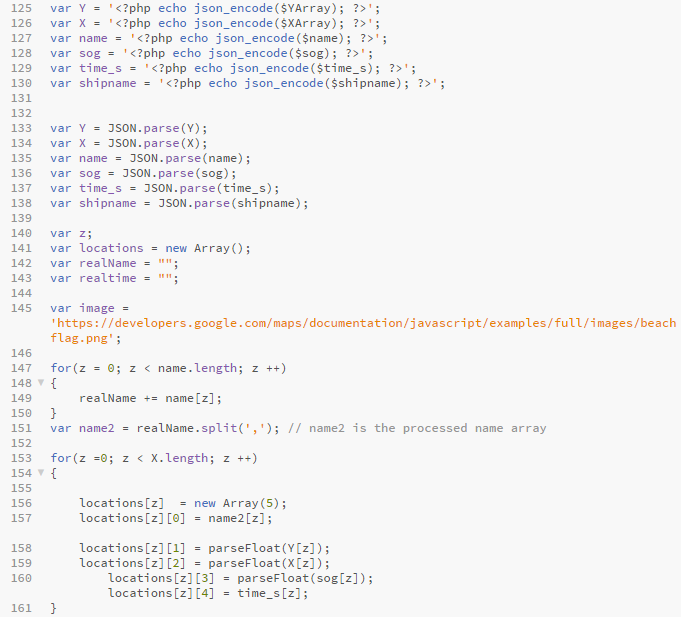 125 var Y = '<?php echo json_encode($YArray); ?>';
126 var X = '<?php echo json_encode($XArray); ?>';
127 var name = '<?php echo json_encode($name); ?>';
128 var sog = '<?php echo json_encode($sog); ?>';
129 var time_s = '<?php echo json_encode($time_s); ?>';
130 var shipname = '<?php echo json_encode($shipname); ?>';
131
132
133 var Y = JSON.parse(Y);
134 var X = JSON.parse(X);
135 var name = JSON.parse(name);
136 var sog = JSON.parse(sog);
137 var time_s = JSON.parse(time_s);
138 var shipname = JSON.parse(shipname);
139
140 var z;
141 var locations = new Array();
142 var realName = "";
143 var realtime = "";
144
145 var image =
'https://developers.google.com/maps/documentation/javascript/examples/full/images/beach
flag.png';
146
147 for(z = 0; z < name.length; z ++)
148 {
149     realName += name[z];
150 }
151 var name2 = realName.split(','); // name2 is the processed name array
152
153 for(z =0; z < X.length; z ++)
154 {
155
156     locations[z]  = new Array(5);
157     locations[z][0] = name2[z];
158     locations[z][1] = parseFloat(Y[z]);
159     locations[z][2] = parseFloat(X[z]);
160         locations[z][3] = parseFloat(sog[z]);
        locations[z][4] = time_s[z];
161 }